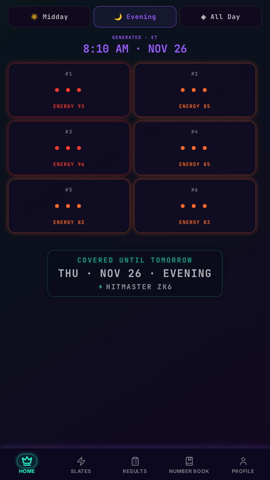 Midday
Evening
All Day
GENERATED · ET
8:10 AM · NOV 26
#1
#2
ENERGY 92
ENERGY 85
#3
#4
ENERGY 96
ENERGY 85
#5
#6
ENERGY 82
ENERGY 83
COVERED UNTIL TOMORROW
THU · NOV 26 · EVENING
HITMASTER ZK6
HOME
SLATES
RESULTS
NUMBER BOOK
PROFILE